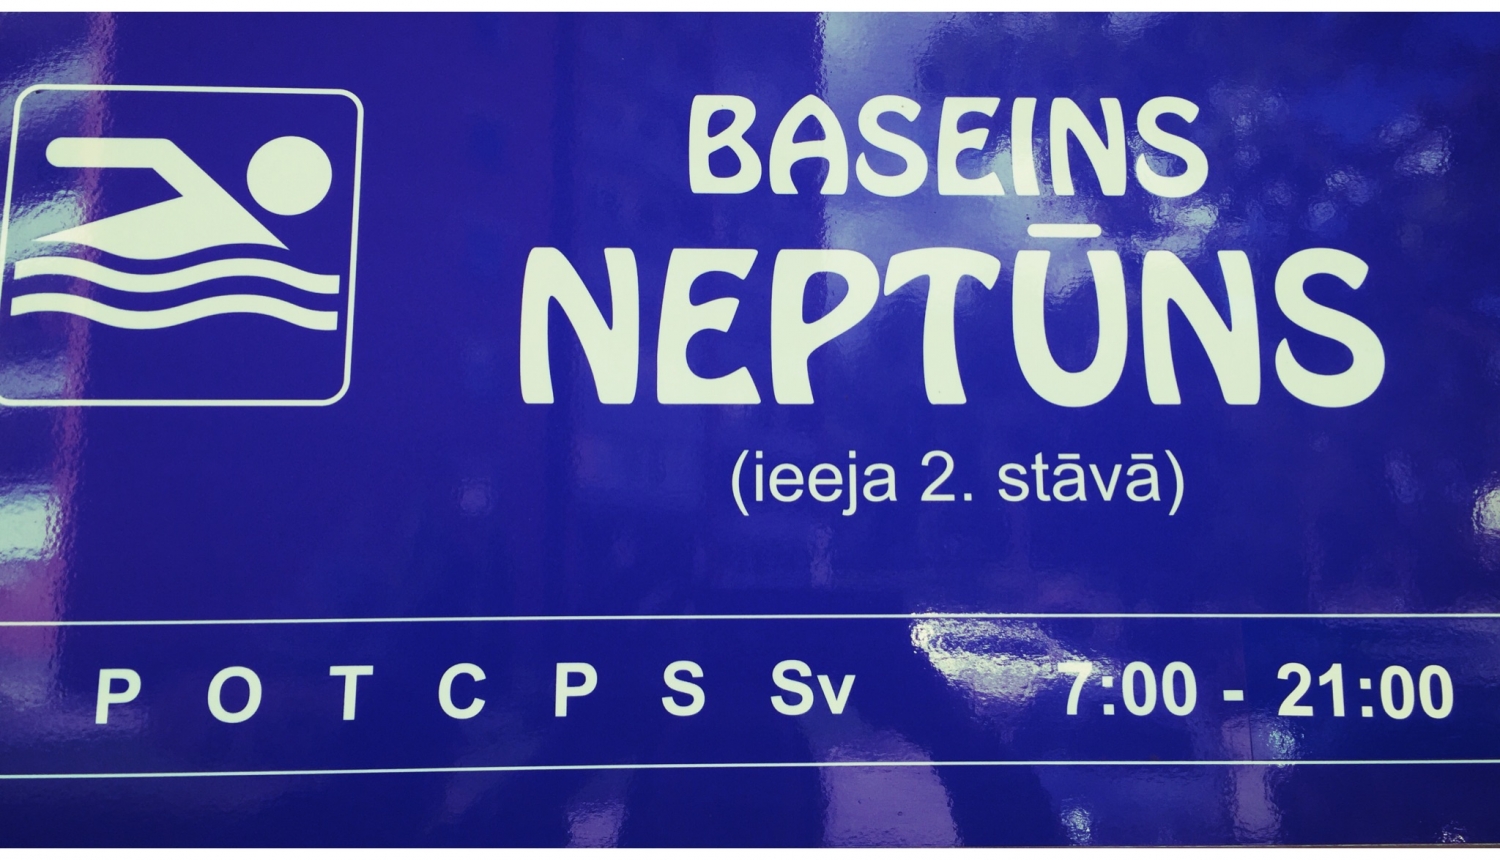 BASEINS
NEPTŪNS
(ieeja 2. stāvā)
P O T C P S Sv 7:00 - 21:00